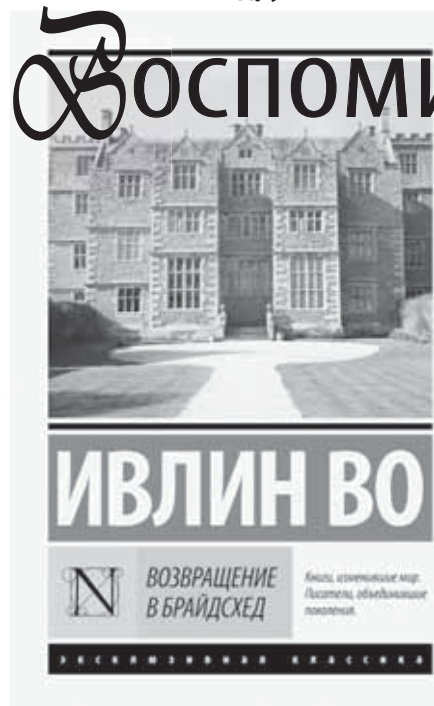 Воспоми
ИВЛИН ВО
N
ВОЗВРАЩЕНИЕ
В БРАЙДСХЕД
Книги, изменившие мир.
Писатели, объединившие
поколения.
ЭКСКЛЮЗИВНАЯ КЛАССИКА